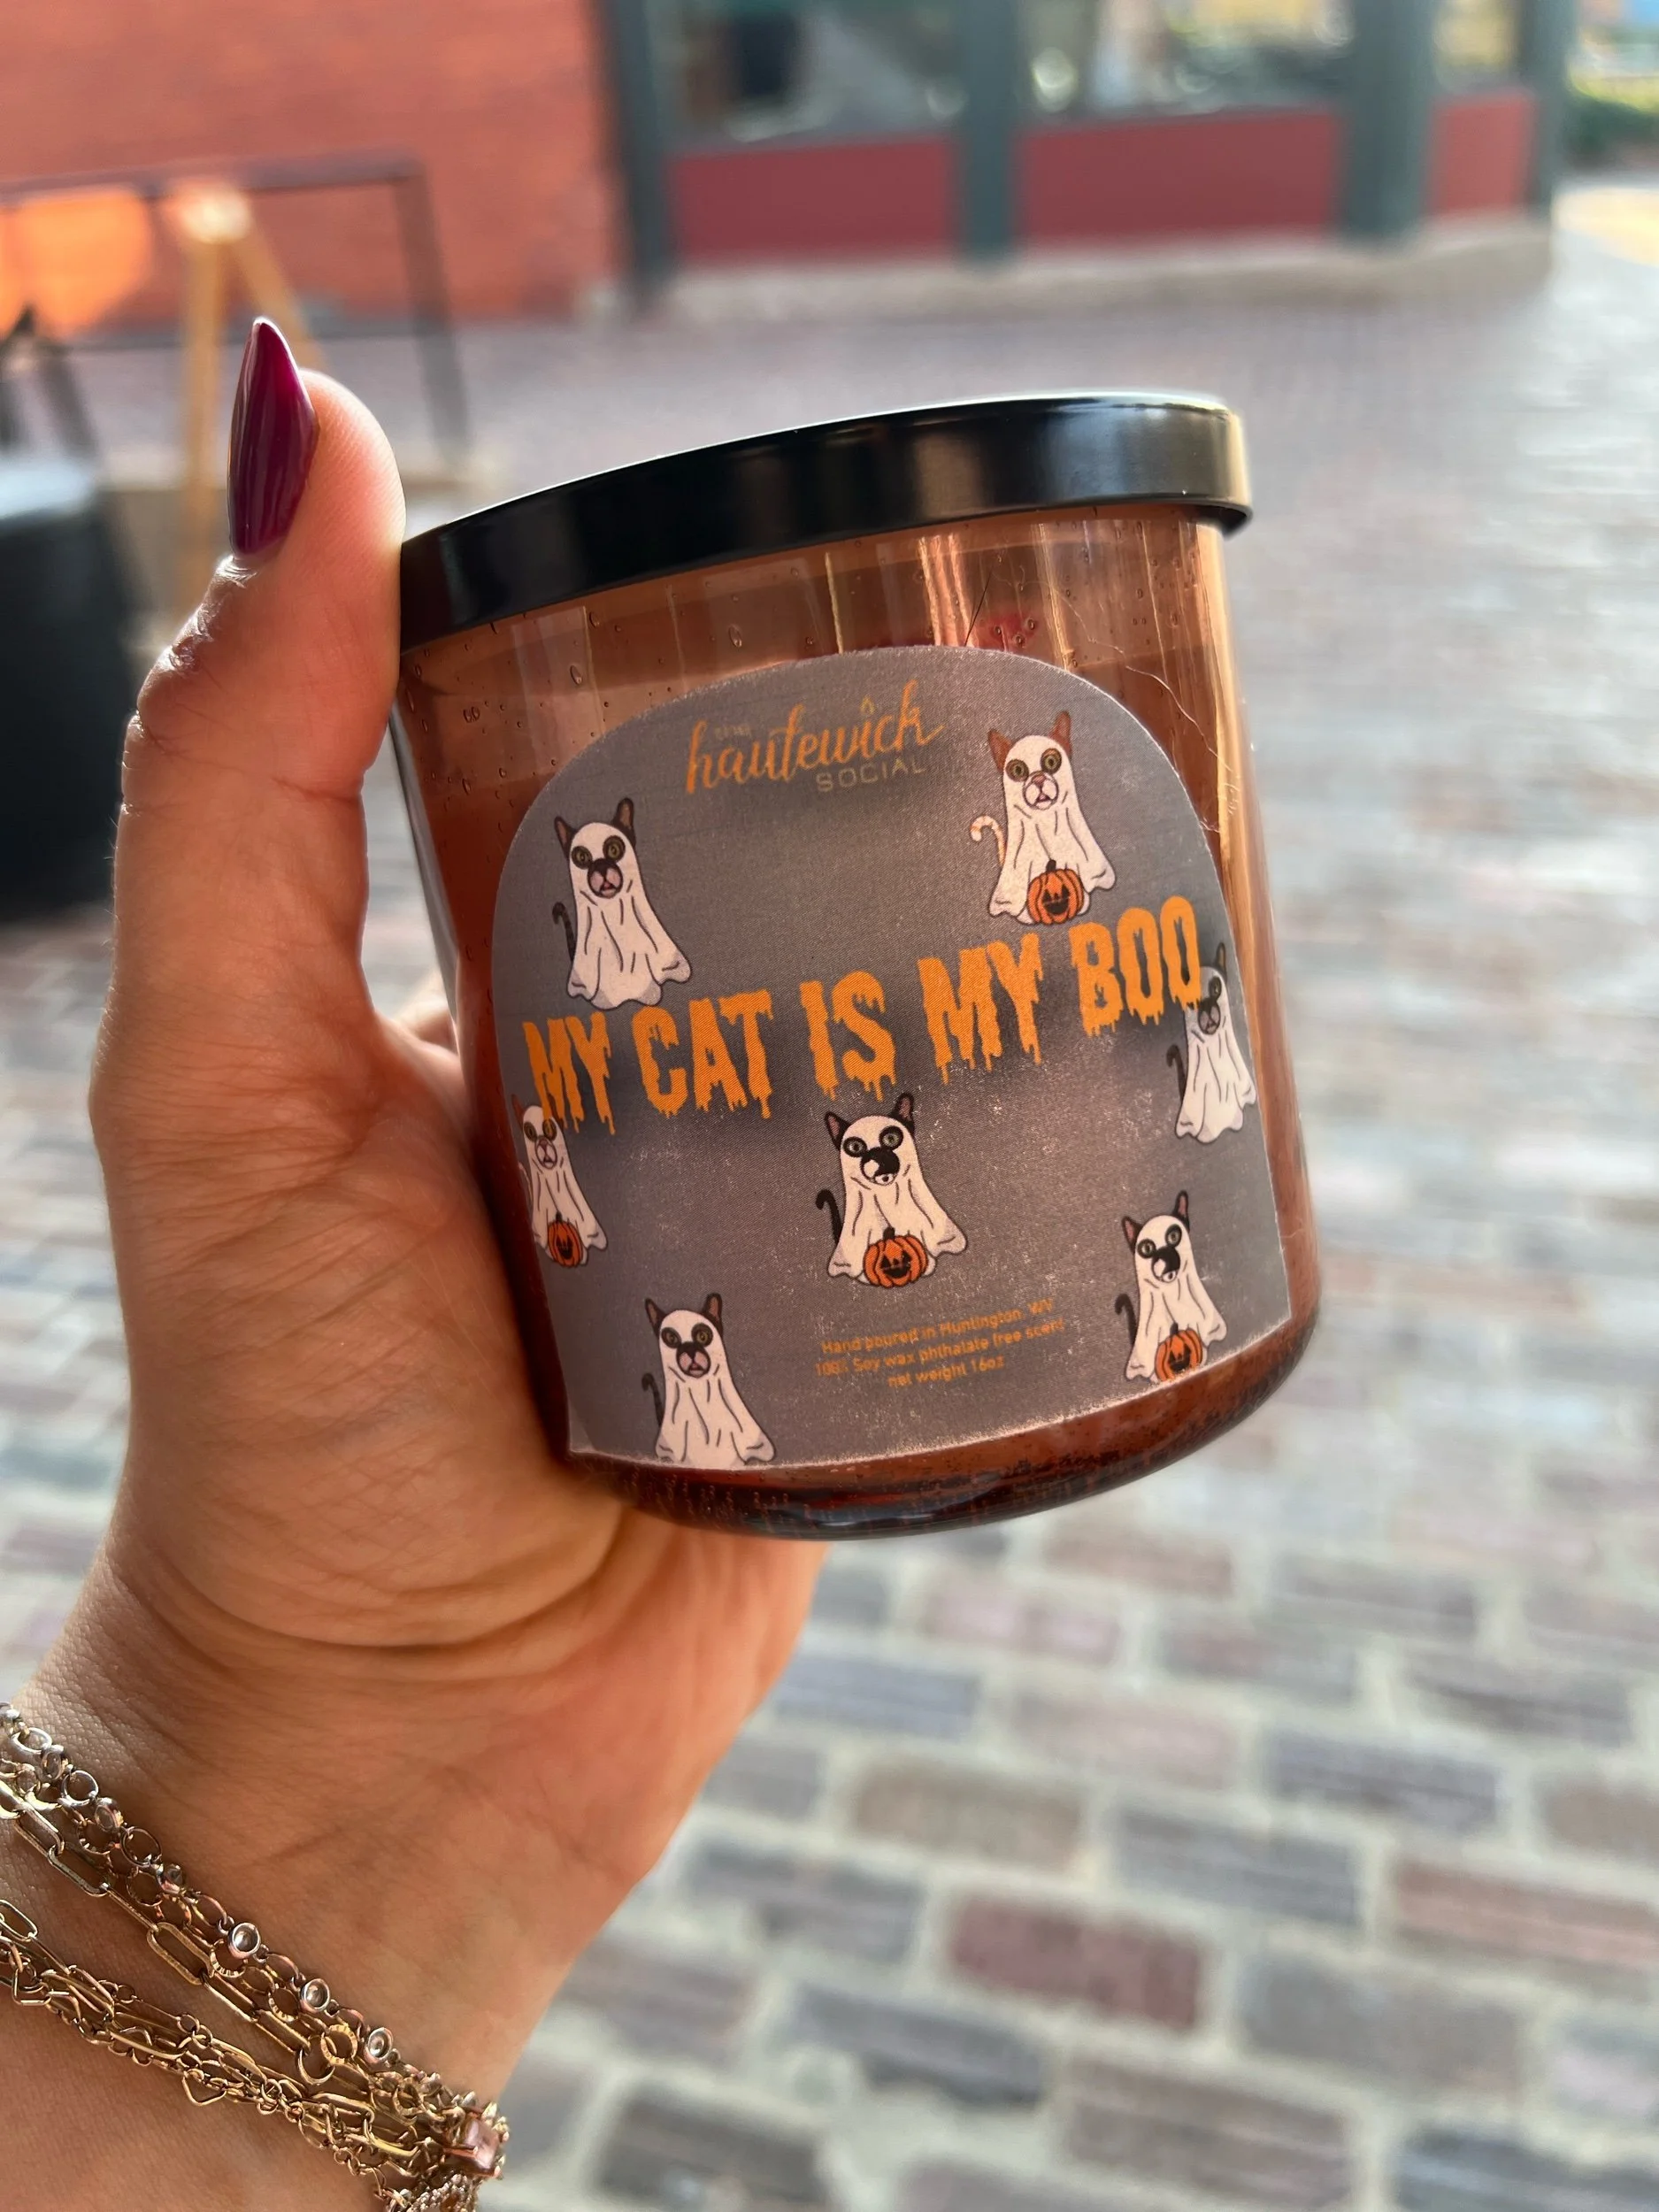 the
hautewick
SOCIAL
MY CAT IS MY BOO
Hand poured in Huntington, WV
100% Soy wax phthalate free scent
net weight 16oz